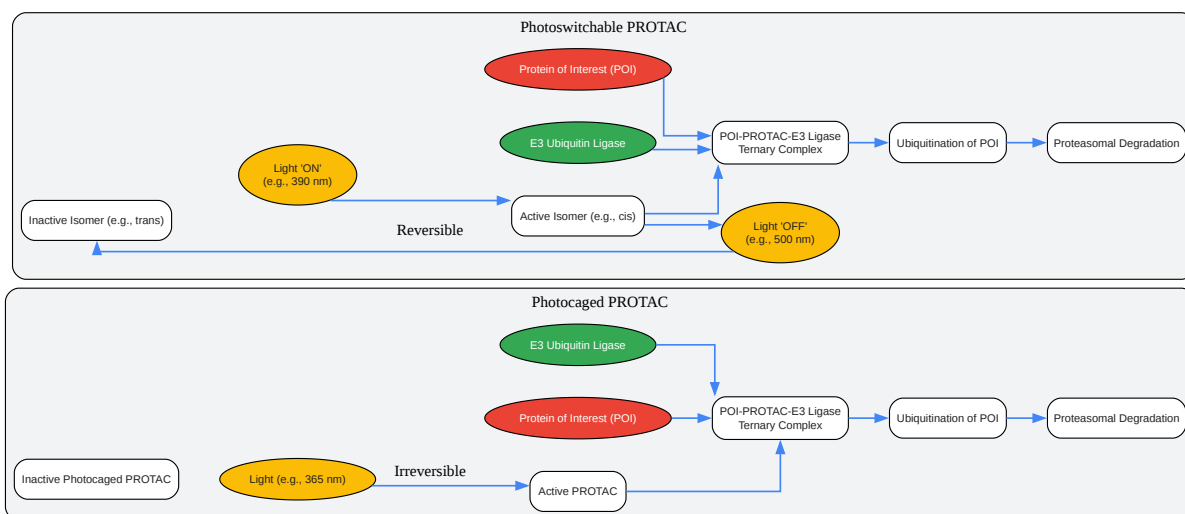 Photoswitchable PROTAC
Protein of Interest (POI)
E3 Ubiquitin Ligase
POI-PROTAC-E3 Ligase
Ternary Complex
Ubiquitination of POI
Proteasomal Degradation
Light 'ON'
(e.g., 390 nm)
Inactive Isomer (e.g., trans)
Active Isomer (e.g., cis)
Reversible
Light 'OFF'
(e.g., 500 nm)
Photocaged PROTAC
E3 Ubiquitin Ligase
Protein of Interest (POI)
POI-PROTAC-E3 Ligase
Ternary Complex
Ubiquitination of POI
Proteasomal Degradation
Inactive Photocaged PROTAC
Light (e.g., 365 nm)
Irreversible
Active PROTAC